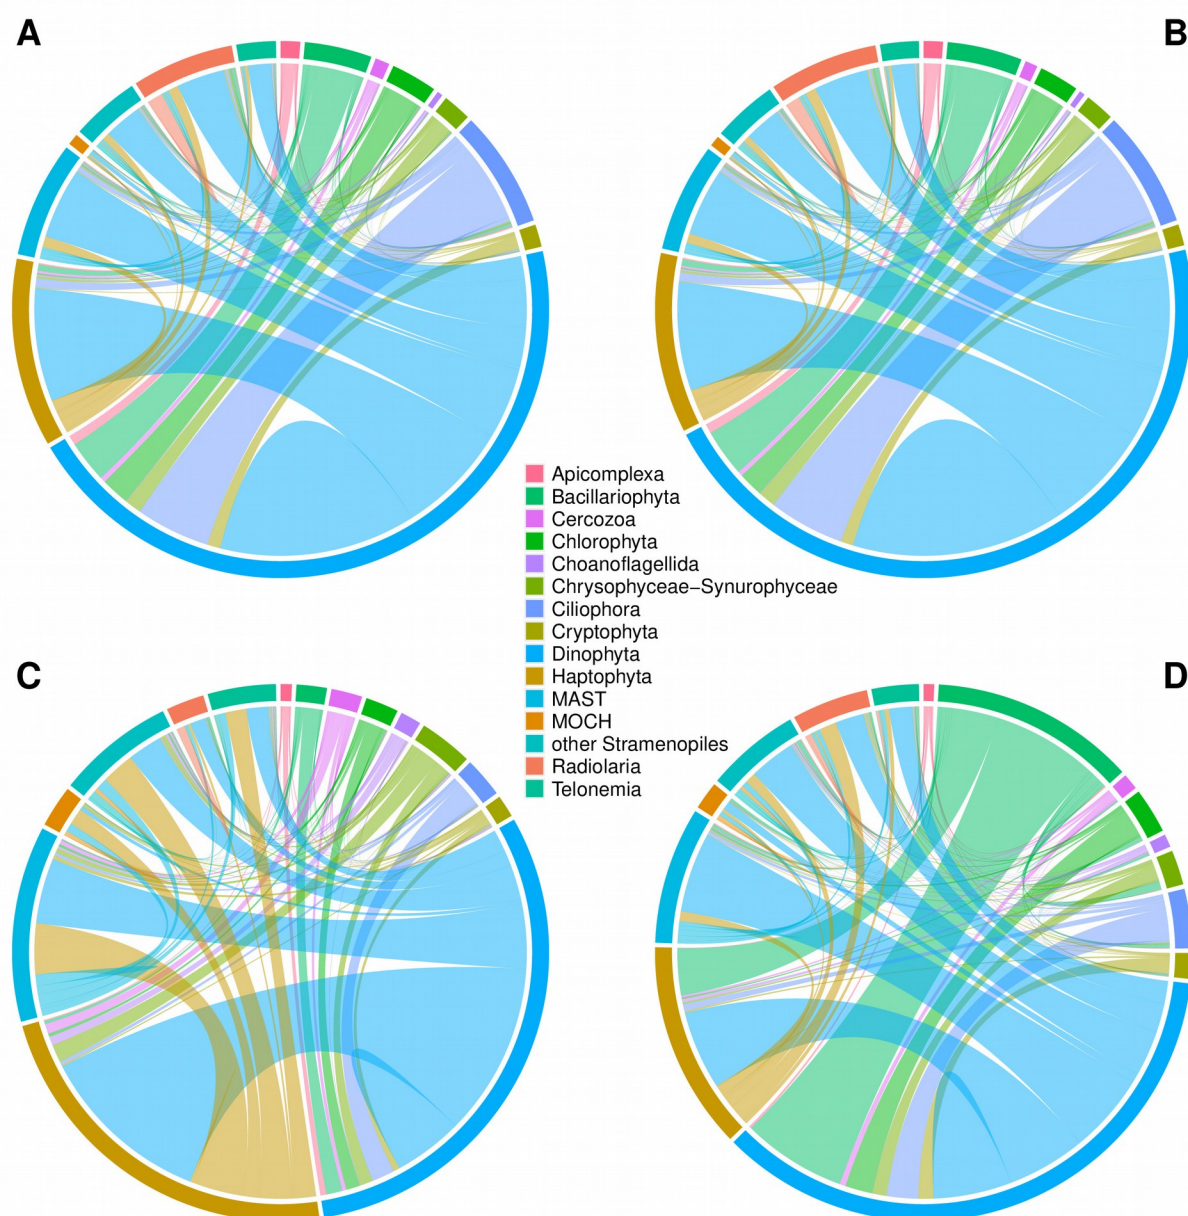 A
B
Apicomplexa
Bacillariophyta
Cercozoa
Chlorophyta
Choanoflagellida
Chrysophyceae−Synurophyceae
Ciliophora
Cryptophyta
Dinophyta
Haptophyta
MAST
MOCH
other Stramenopiles
Radiolaria
Telonemia
C
D